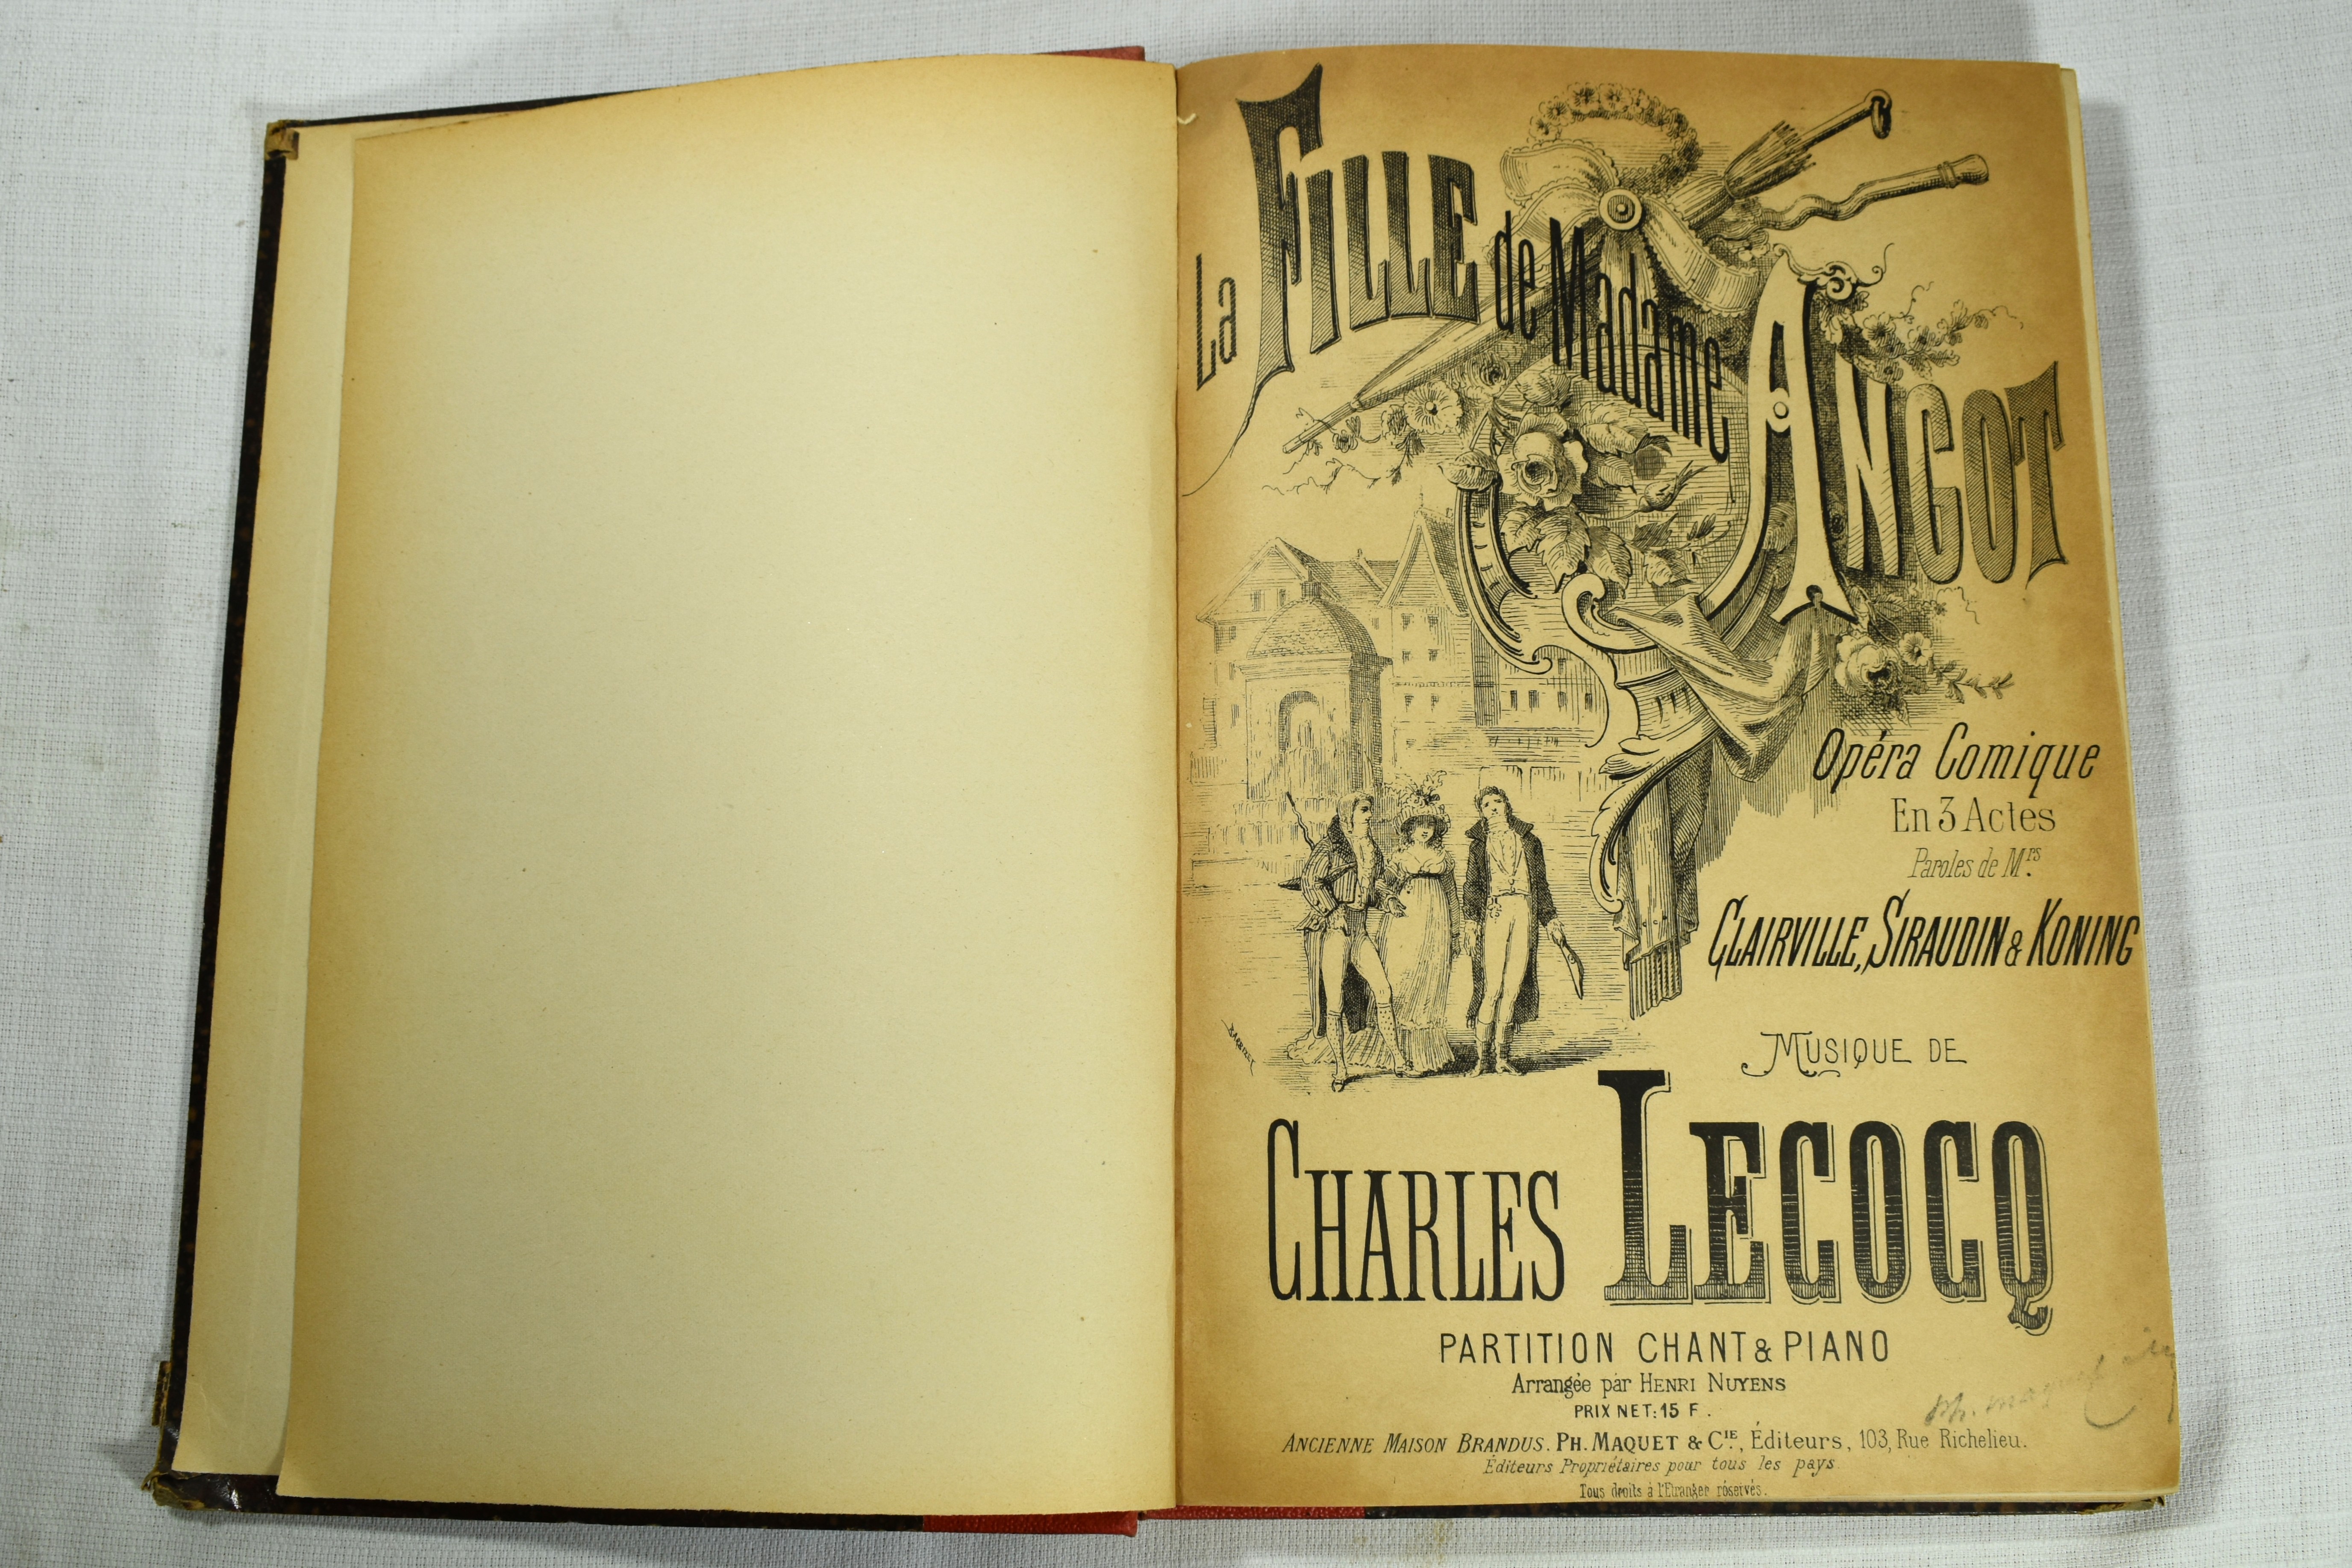 La FILLE de Madame ANGOT
Opéra Comique
En 3 Actes
Paroles de Mrs.
CLAIRVILLE, SIRAUDIN & KONING
MUSIQUE DE
CHARLES LECOCQ
PARTITION CHANT & PIANO
Arrangée par HENRI NUYENS
PRIX NET: 15 F.
ANCIENNE MAISON BRANDUS. PH. MAQUET & CIE., Éditeurs, 103, Rue Richelieu.
Éditeurs Propriétaires pour tous les pays
Tous droits à l'Etranger réservés.